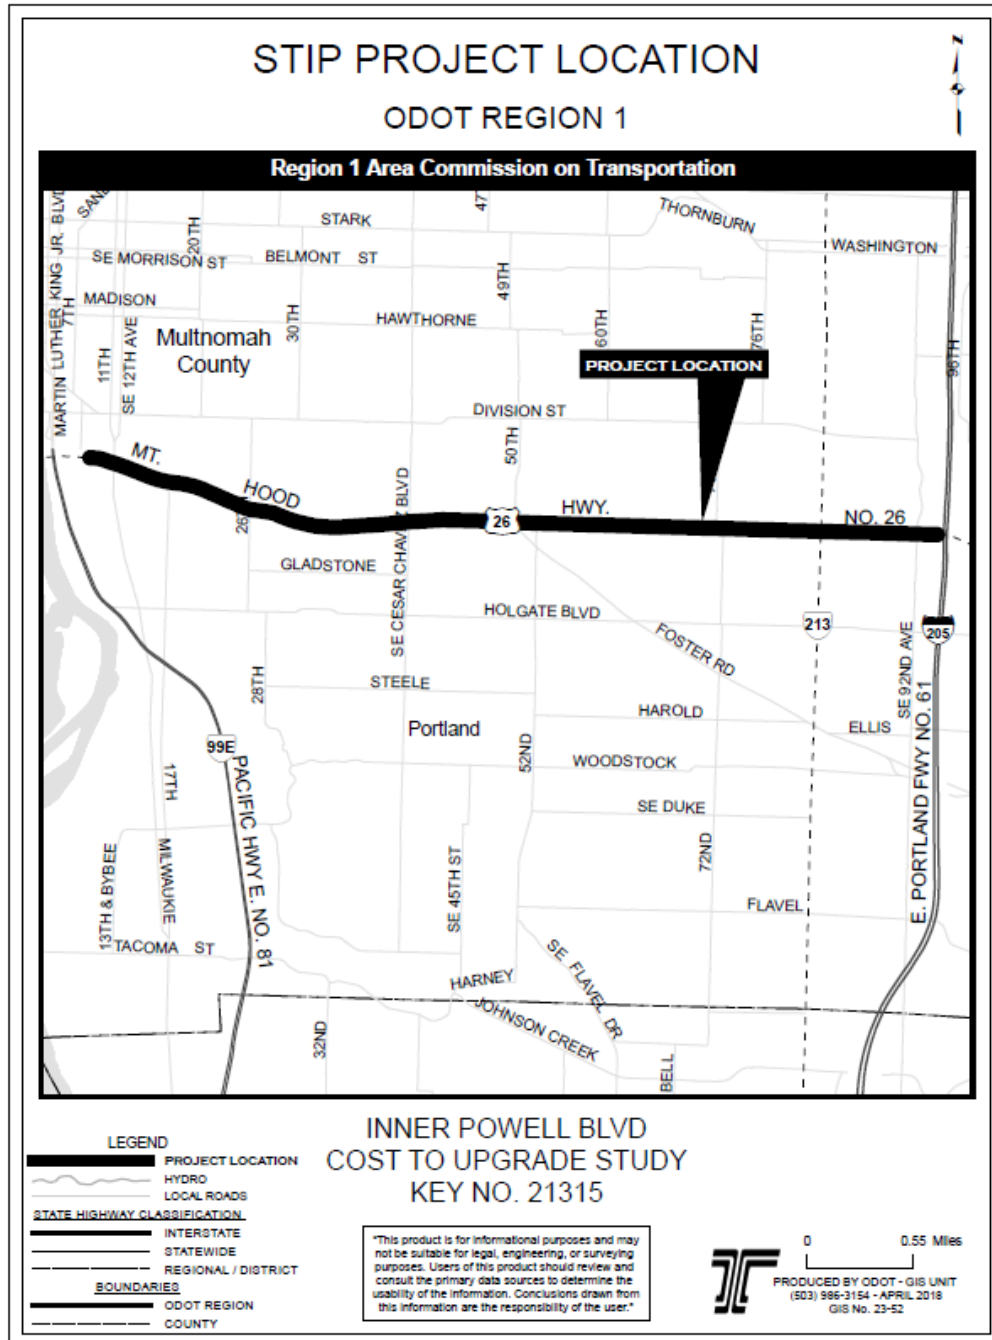 STIP PROJECT LOCATION
ODOT REGION 1
N
Region 1 Area Commission on Transportation
MARTIN LUTHER KING JR. BLVD
7TH
11TH
SE 12TH AVE
20TH
30TH
47
49TH
60TH
76TH
96TH
STARK
THORNBURN
WASHINGTON
SE MORRISON ST
BELMONT ST
MADISON
HAWTHORNE
Multnomah
County
PROJECT LOCATION
DIVISION ST
50TH
MT.
HOOD
26
HWY.
NO. 26
26
SE CESAR CHAVEZ BLVD
GLADSTONE
HOLGATE BLVD
FOSTER RD
213
205
SE 92ND AVE
28TH
STEELE
HAROLD
ELLIS
Portland
99E
PACIFIC HWY E. NO. 81
E. PORTLAND FWY NO. 61
52ND
WOODSTOCK
17TH
SE DUKE
72ND
13TH & BYBEE
MILWAUKIE
SE 45TH ST
FLAVEL
TACOMA ST
SE FLAVEL DR
HARNEY
JOHNSON CREEK
32ND
BELL
INNER POWELL BLVD
COST TO UPGRADE STUDY
KEY NO. 21315
LEGEND
PROJECT LOCATION
HYDRO
LOCAL ROADS
STATE HIGHWAY CLASSIFICATION
INTERSTATE
STATEWIDE
REGIONAL / DISTRICT
BOUNDARIES
ODOT REGION
COUNTY
"This product is for informational purposes and may
not be suitable for legal, engineering, or surveying
purposes. Users of this product should review and
consult the primary data sources to determine the
usability of the information. Conclusions drawn from
this information are the responsibility of the user."
0 0.55 Miles
PRODUCED BY ODOT - GIS UNIT
(503) 986-3154 - APRIL 2018
GIS No. 23-52